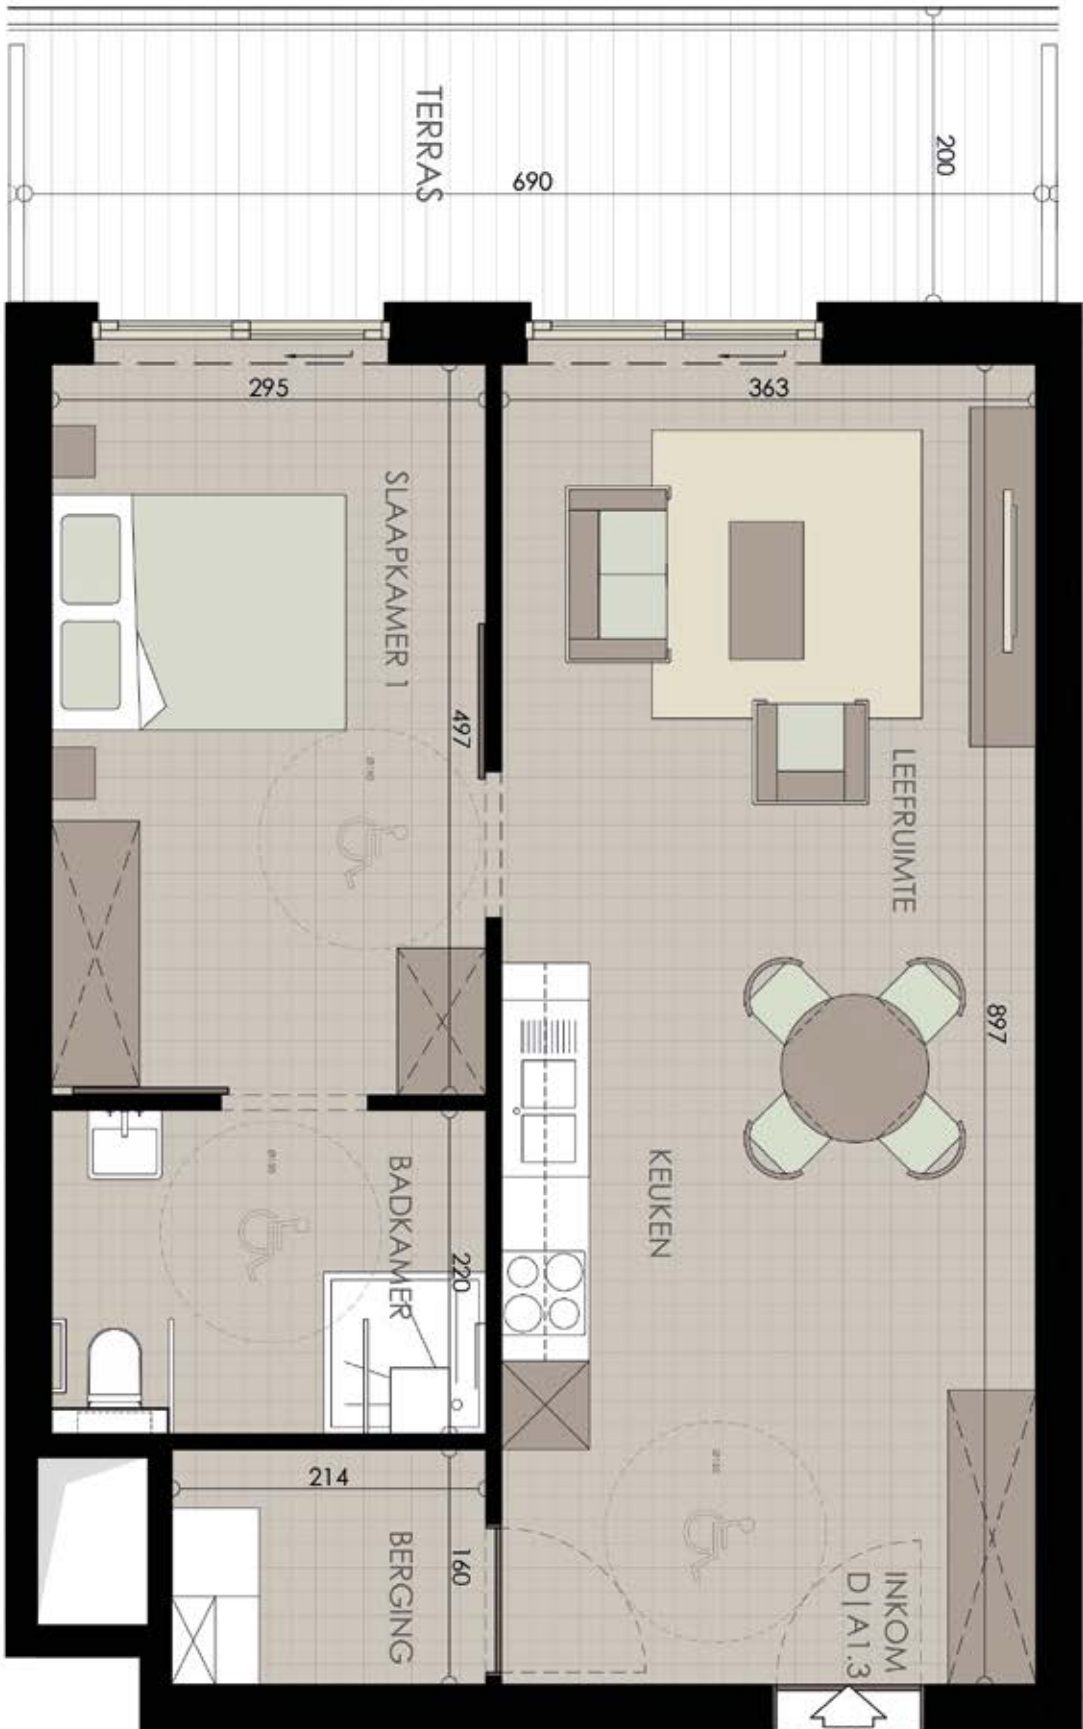 TERRAS
200
690
295
363
SLAAPKAMER 1
497
LEEFRUIMTE
897
KEUKEN
BADKAMER
220
214
BERGING
160
INKOM
D|A1.3